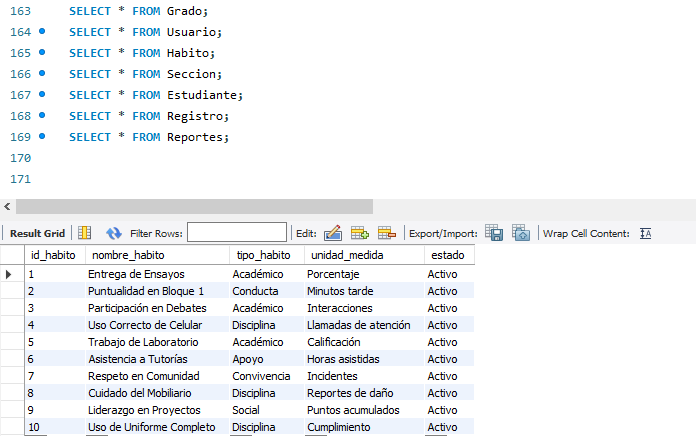 163 SELECT * FROM Grado;
164 SELECT * FROM Usuario;
165 SELECT * FROM Habito;
166 SELECT * FROM Seccion;
167 SELECT * FROM Estudiante;
168 SELECT * FROM Registro;
169 SELECT * FROM Reportes;
170
171
Result Grid Filter Rows: Edit: Export/Import: Wrap Cell Content:
id_habito nombre_habito tipo_habito unidad_medida estado
1 Entrega de Ensayos Académico Porcentaje Activo
2 Puntualidad en Bloque 1 Conducta Minutos tarde Activo
3 Participación en Debates Académico Interacciones Activo
4 Uso Correcto de Celular Disciplina Llamadas de atención Activo
5 Trabajo de Laboratorio Académico Calificación Activo
6 Asistencia a Tutorías Apoyo Horas asistidas Activo
7 Respeto en Comunidad Convivencia Incidentes Activo
8 Cuidado del Mobiliario Disciplina Reportes de daño Activo
9 Liderazgo en Proyectos Social Puntos acumulados Activo
10 Uso de Uniforme Completo Disciplina Cumplimiento Activo